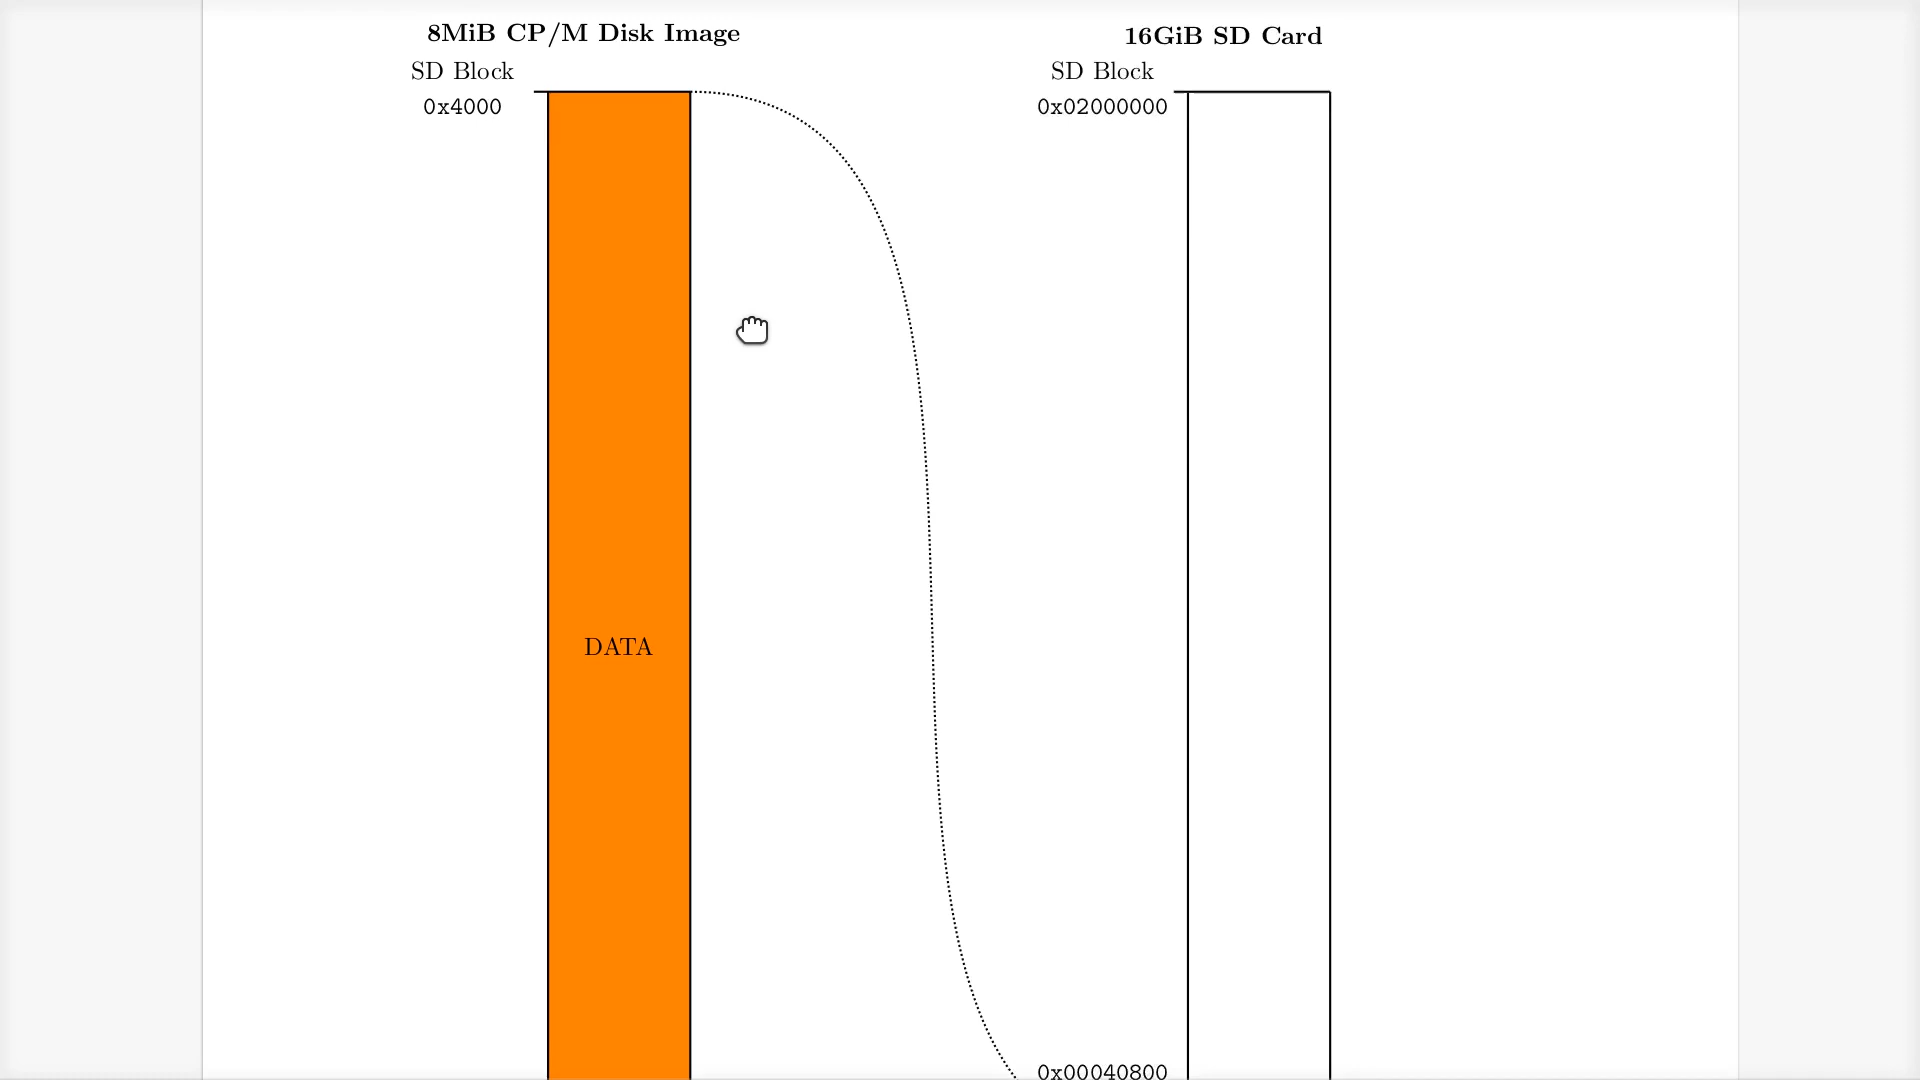 8MiB CP/M Disk Image
SD Block
0x4000
DATA
16GiB SD Card
SD Block
0x02000000
0x00040800